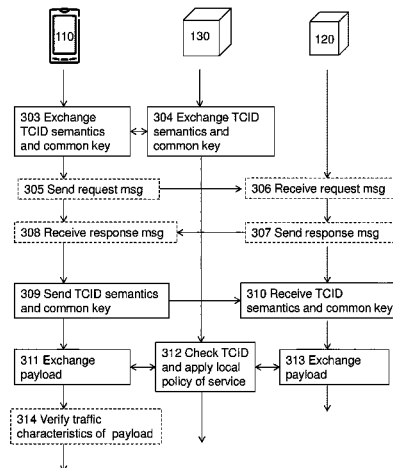 110
130
120
303 Exchange
TCID semantics
and common key
304 Exchange TCID
semantics and
common key
305 Send request msg
306 Receive request msg
308 Receive response msg
307 Send response msg
309 Send TCID semantics
and common key
310 Receive TCID
semantics and common key
311 Exchange
payload
312 Check TCiD
and apply local
policy of service
313 Exchange
payload
314 Verify traffic
characteristics of payload